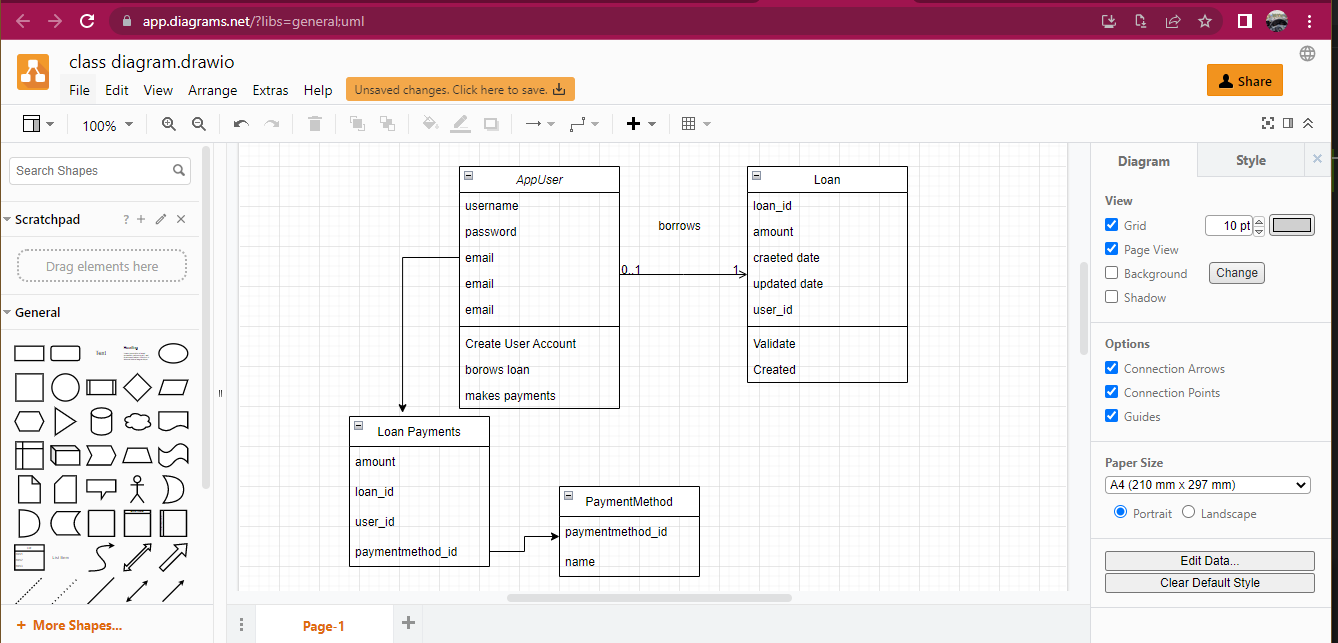 app.diagrams.net/?libs=general;uml
class diagram.drawio
File Edit View Arrange Extras Help Unsaved changes. Click here to save.
Share
100%
Search Shapes
Scratchpad ? +
Drag elements here
General
Text
Heading
More Shapes...
AppUser
username
password
email
email
email
Create User Account
borows loan
makes payments
borrows
0..1 1
Loan
loan_id
amount
craeted date
updated date
user_id
Validate
Created
Loan Payments
amount
loan_id
user_id
paymentmethod_id
PaymentMethod
paymentmethod_id
name
Page-1
Diagram Style
View
Grid 10 pt
Page View
Background Change
Shadow
Options
Connection Arrows
Connection Points
Guides
Paper Size
A4 (210 mm x 297 mm)
Portrait Landscape
Edit Data...
Clear Default Style